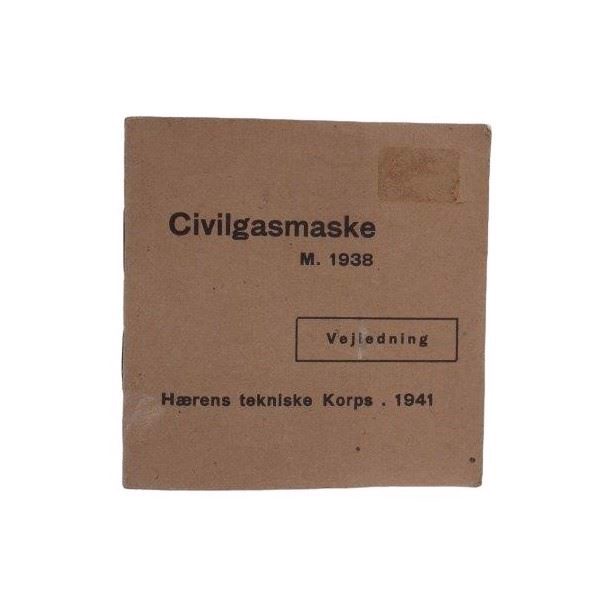 Civilgasmaske
M. 1938
Vejledning
Hærens tekniske Korps . 1941